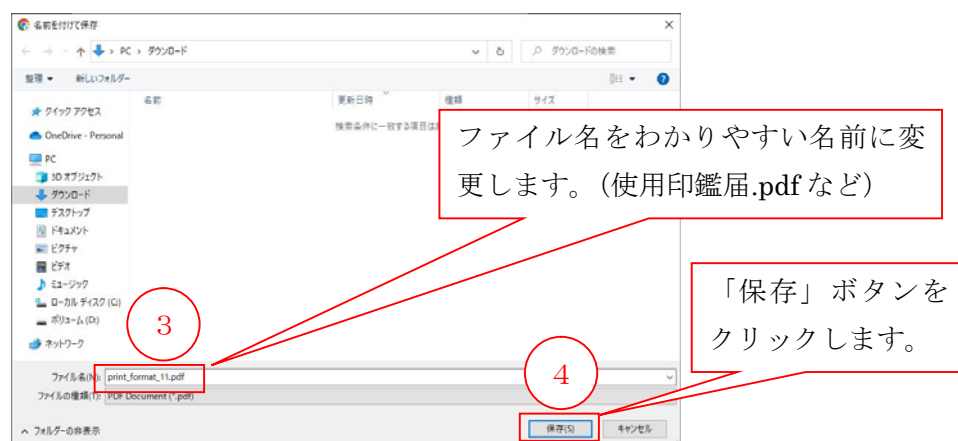 名前を付けて保存
PC › ダウンロード
ダウンロードの検索
整理
新しいフォルダー
名前
更新日時
種類
サイズ
クイック アクセス
OneDrive - Personal
PC
3D オブジェクト
ダウンロード
デスクトップ
ドキュメント
ピクチャ
ビデオ
ミュージック
ローカル ディスク (C:)
ボリューム (D:)
ネットワーク
検索条件に一致する項目は
ファイル名をわかりやすい名前に変
更します。（使用印鑑届.pdf など）
「保存」ボタンを
クリックします。
３
４
ファイル名(N): print_format_11.pdf
ファイルの種類(T): PDF Document (*.pdf)
フォルダーの非表示
保存(S)
キャンセル